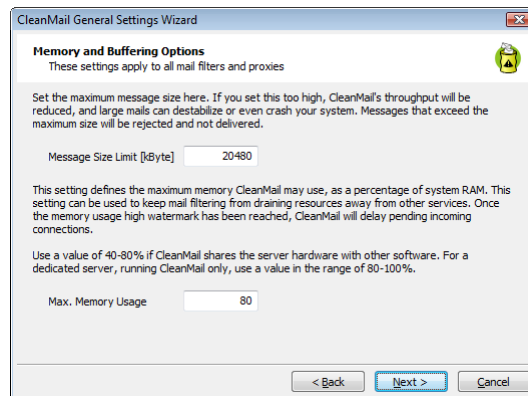 CleanMail General Settings Wizard
Memory and Buffering Options
These settings apply to all mail filters and proxies
Set the maximum message size here. If you set this too high, CleanMail's throughput will be
reduced, and large mails can destabilize or even crash your system. Messages that exceed the
maximum size will be rejected and not delivered.
Message Size Limit [kByte] 20480
This setting defines the maximum memory CleanMail may use, as a percentage of system RAM. This
setting can be used to keep mail filtering from draining resources away from other services. Once
the memory usage high watermark has been reached, CleanMail will delay pending incoming
connections.
Use a value of 40-80% if CleanMail shares the server hardware with other software. For a
dedicated server, running CleanMail only, use a value in the range of 80-100%.
Max. Memory Usage 80
< Back Next > Cancel